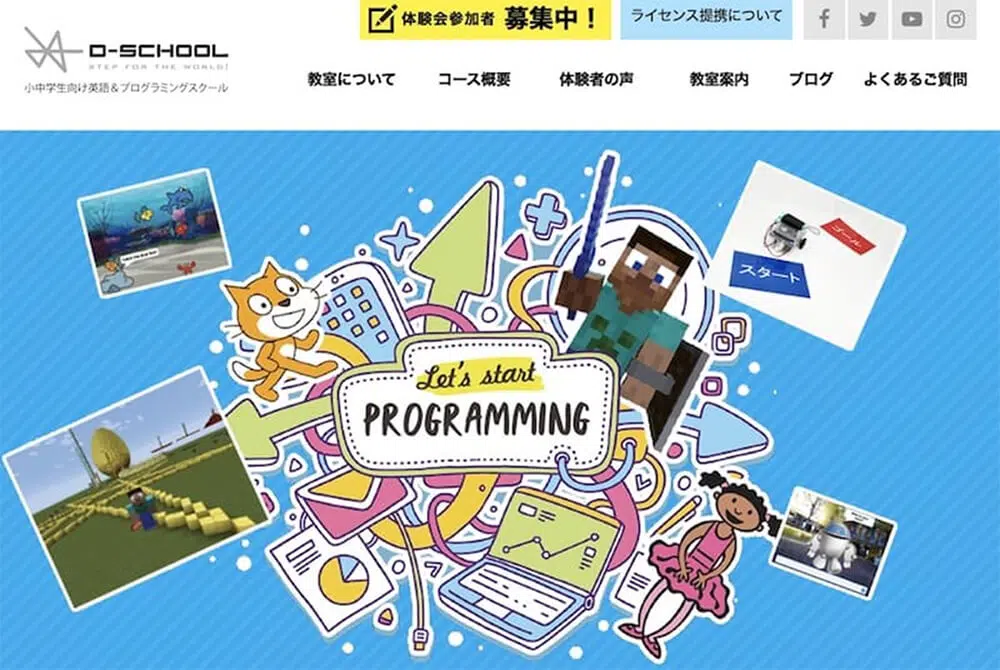 体験会参加者 募集中！
ライセンス提携について
D-SCHOOL
STEP FOR THE WORLD!
小中学生向け英語＆プログラミングスクール
教室について コース概要 体験者の声 教室案内 ブログ よくあるご質問
ゴール
スタート
Let's start
PROGRAMMING